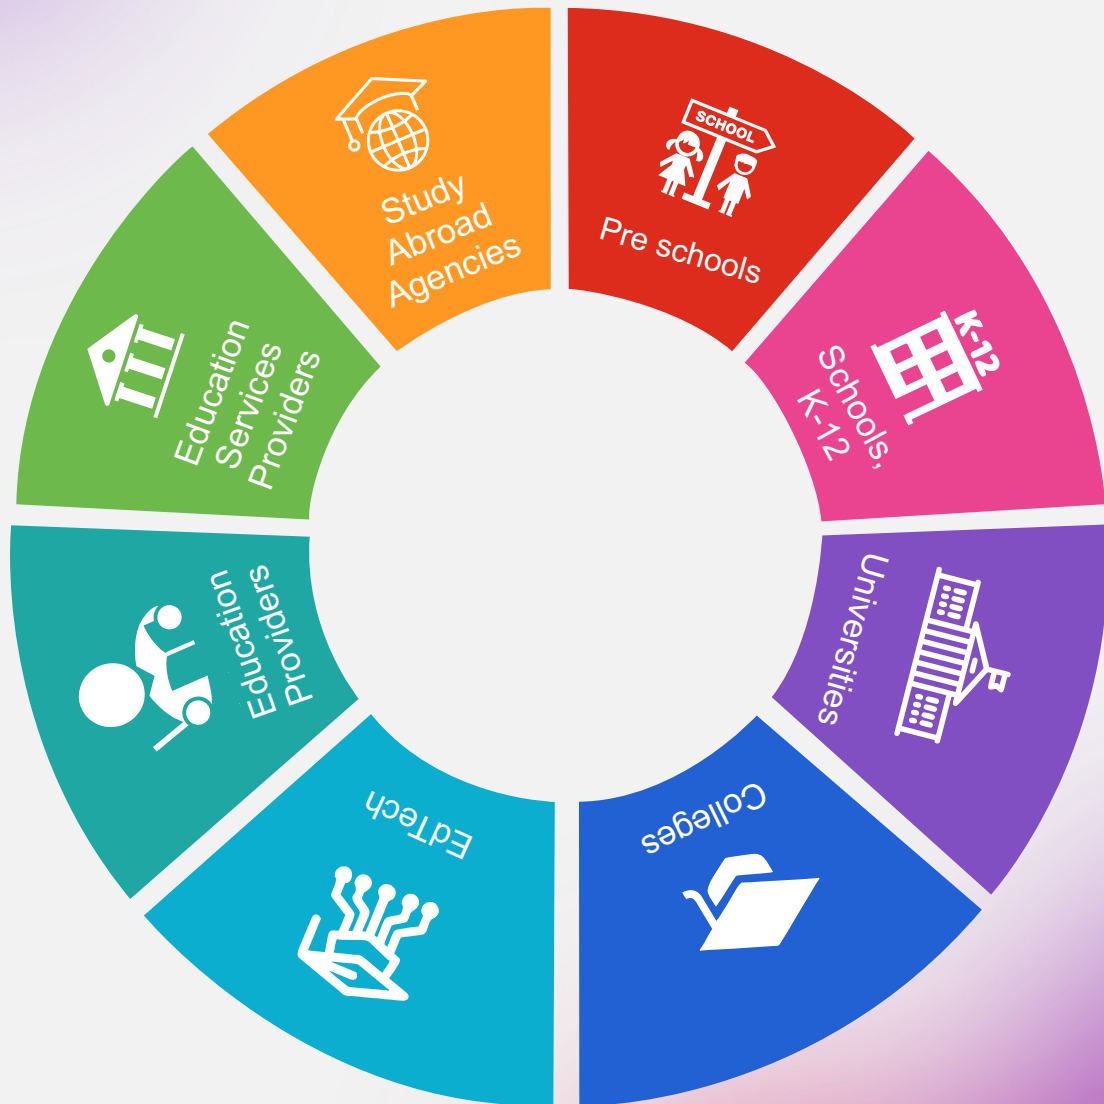 SCHOOL
Pre schools
K-12
Schools,
K-12
Universities
Colleges
EdTech
Education
Providers
Education
Services
Providers
Study
Abroad
Agencies